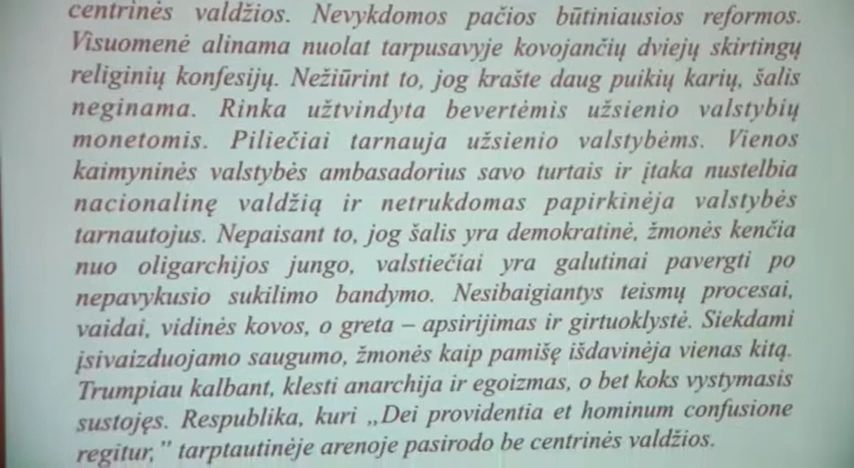 centrinės valdžios. Nevykdomos pačios būtiniausios reformos.
Visuomenė alinama nuolat tarpusavyje kovojančių dviejų skirtingų
religinių konfesijų. Nežiūrint to, jog krašte daug puikių karių, šalis
neginama. Rinka užtvindyta bevertėmis užsienio valstybių
monetomis. Piliečiai tarnauja užsienio valstybėms. Vienos
kaimyninės valstybės ambasadorius savo turtais ir įtaka nustelbia
nacionalinę valdžią ir netrukdomas papirkinėja valstybės
tarnautojus. Nepaisant to, jog šalis yra demokratinė, žmonės kenčia
nuo oligarchijos jungo, valstiečiai yra galutinai pavergti po
nepavykusio sukilimo bandymo. Nesibaigiantys teismų procesai,
vaidai, vidinės kovos, o greta – apsirijimas ir girtuoklystė. Siekdami
įsivaizduojamo saugumo, žmonės kaip pamišę išdavinėja vienas kitą.
Trumpiau kalbant, klesti anarchija ir egoizmas, o bet koks vystymasis
sustojęs. Respublika, kuri „Dei providentia et hominum confusione
regitur,” tarptautinėje arenoje pasirodo be centrinės valdžios.